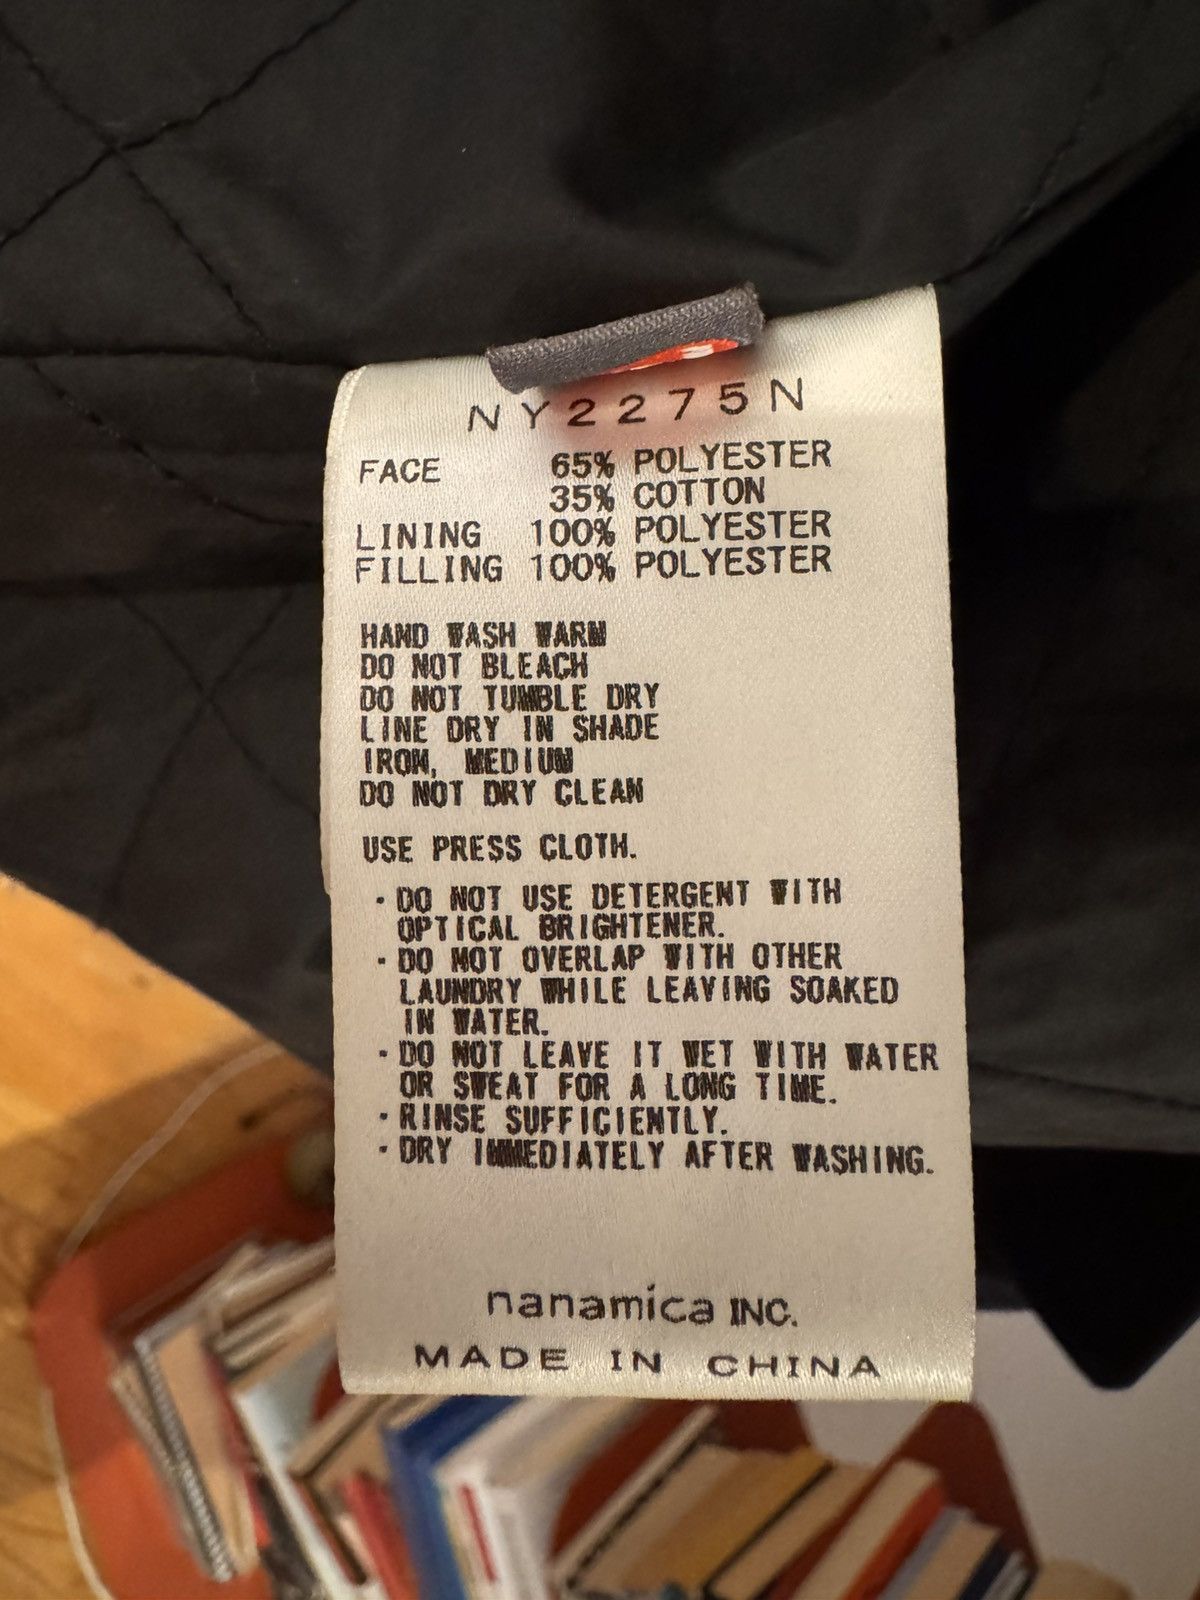 NY2275N
FACE 65% POLYESTER
35% COTTON
LINING 100% POLYESTER
FILLING 100% POLYESTER
HAND WASH WARM
DO NOT BLEACH
DO NOT TUMBLE DRY
LINE DRY IN SHADE
IRON, MEDIUM
DO NOT DRY CLEAN
USE PRESS CLOTH.
・DO NOT USE DETERGENT WITH
OPTICAL BRIGHTENER.
・DO NOT OVERLAP WITH OTHER
LAUNDRY WHILE LEAVING SOAKED
IN WATER.
・DO NOT LEAVE IT WET WITH WATER
OR SWEAT FOR A LONG TIME.
・RINSE SUFFICIENTLY.
・DRY IMMEDIATELY AFTER WASHING.
nanamica INC.
MADE IN CHINA